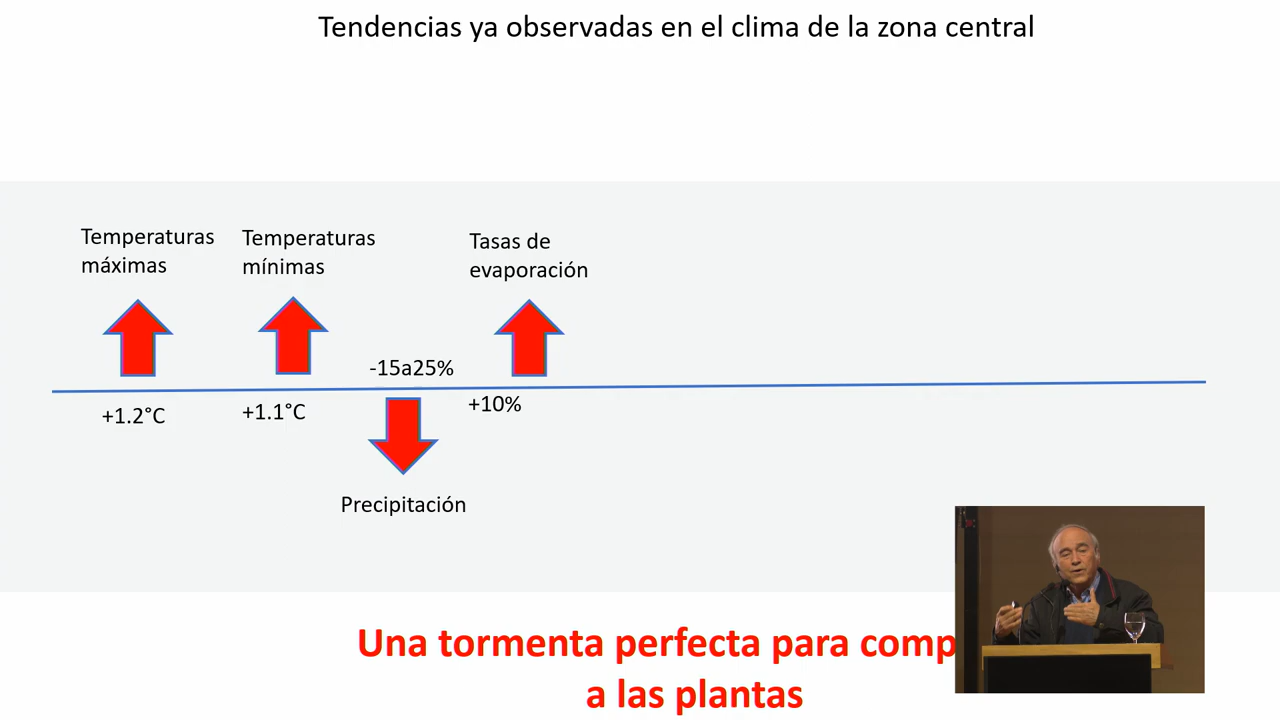 Tendencias ya observadas en el clima de la zona central
Temperaturas
máximas
Temperaturas
mínimas
Tasas de
evaporación
-15a25%
+1.2°C
+1.1°C
+10%
Precipitación
Una tormenta perfecta para comp
a las plantas